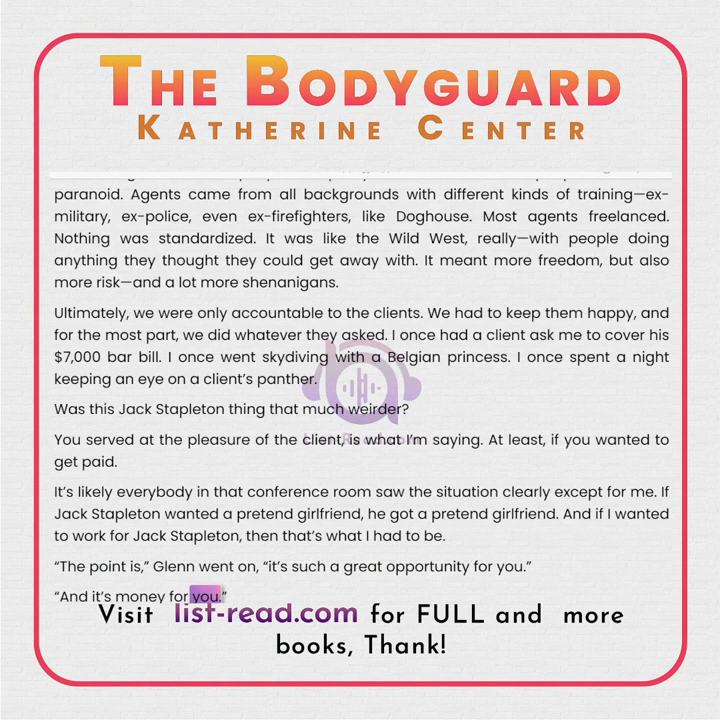 THE BODYGUARD
KATHERINE CENTER
paranoid. Agents came from all backgrounds with different kinds of training—ex-
military, ex-police, even ex-firefighters, like Doghouse. Most agents freelanced.
Nothing was standardized. It was like the Wild West, really—with people doing
anything they thought they could get away with. It meant more freedom, but also
more risk—and a lot more shenanigans.
Ultimately, we were only accountable to the clients. We had to keep them happy, and
for the most part, we did whatever they asked. I once had a client ask me to cover his
$7,000 bar bill. I once went skydiving with a Belgian princess. I once spent a night
keeping an eye on a client’s panther.
Was this Jack Stapleton thing that much weirder?
You served at the pleasure of the client, is what I’m saying. At least, if you wanted to
get paid.
It’s likely everybody in that conference room saw the situation clearly except for me. If
Jack Stapleton wanted a pretend girlfriend, he got a pretend girlfriend. And if I wanted
to work for Jack Stapleton, then that’s what I had to be.
“The point is,” Glenn went on, “it’s such a great opportunity for you.”
“And it’s money for you.”
Visit list-read.com for FULL and more
books, Thank!